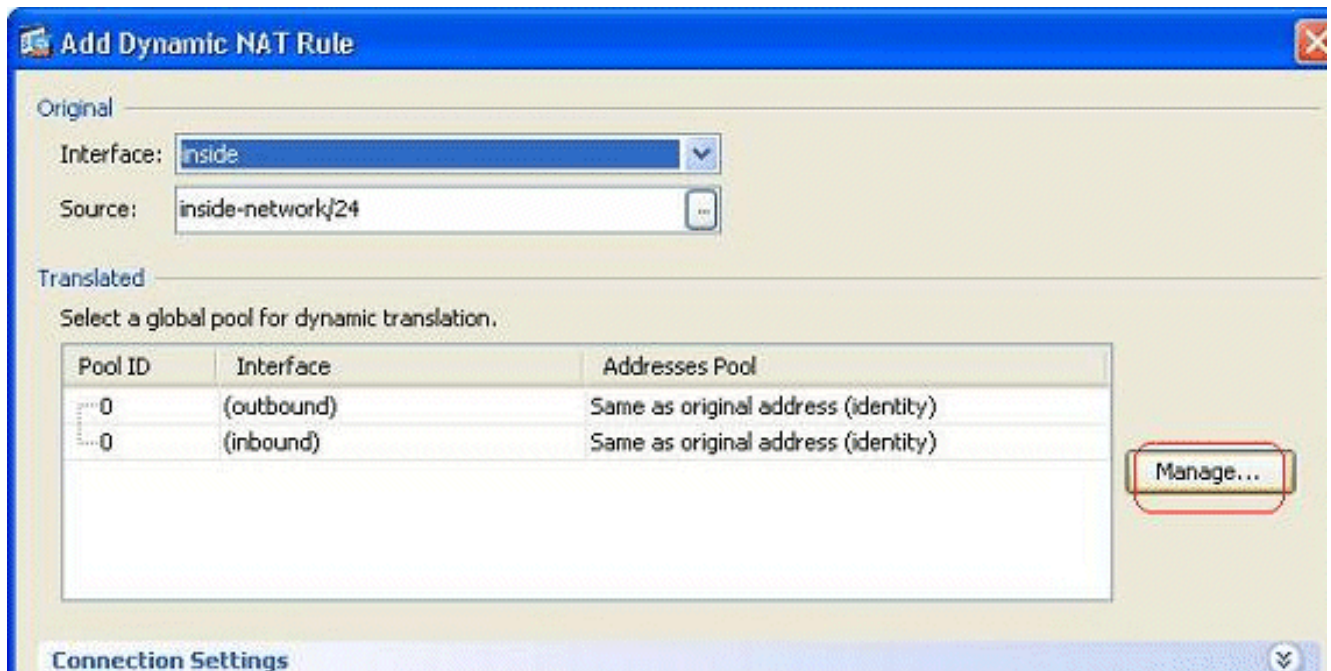 Add Dynamic NAT Rule
Original
Interface: inside
Source: inside-network/24 ...
Translated
Select a global pool for dynamic translation.
Pool ID Interface Addresses Pool
0 (outbound) Same as original address (identity)
0 (inbound) Same as original address (identity)
Manage...
Connection Settings